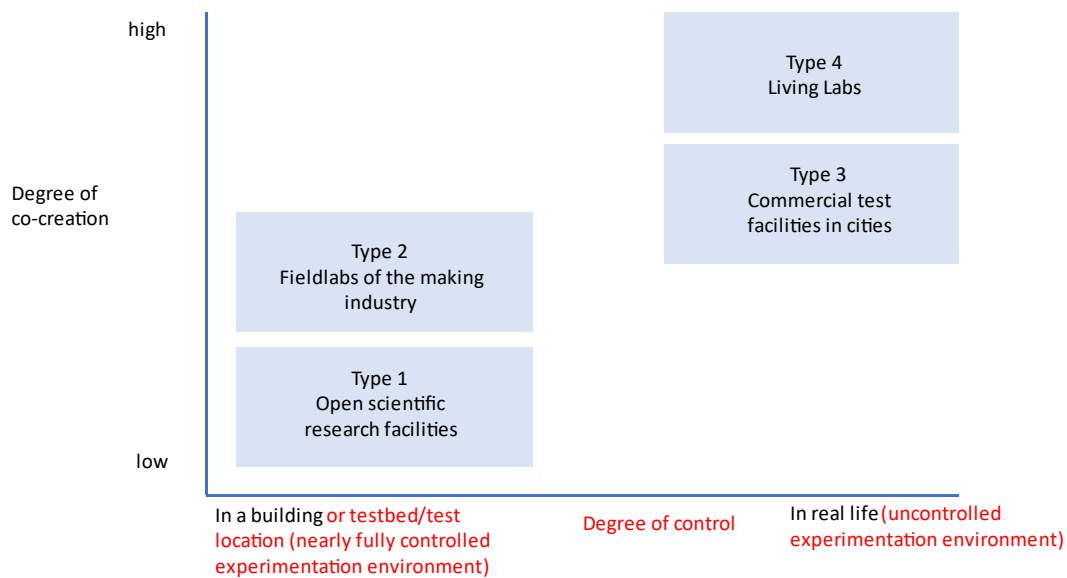 high
Type 4
Living Labs
Degree of
co-creation
Type 3
Commercial test
facilities in cities
Type 2
Fieldlabs of the making
industry
Type 1
Open scientific
research facilities
low
In a building or testbed/test
location (nearly fully controlled
experimentation environment)
Degree of control
In real life (uncontrolled
experimentation environment)